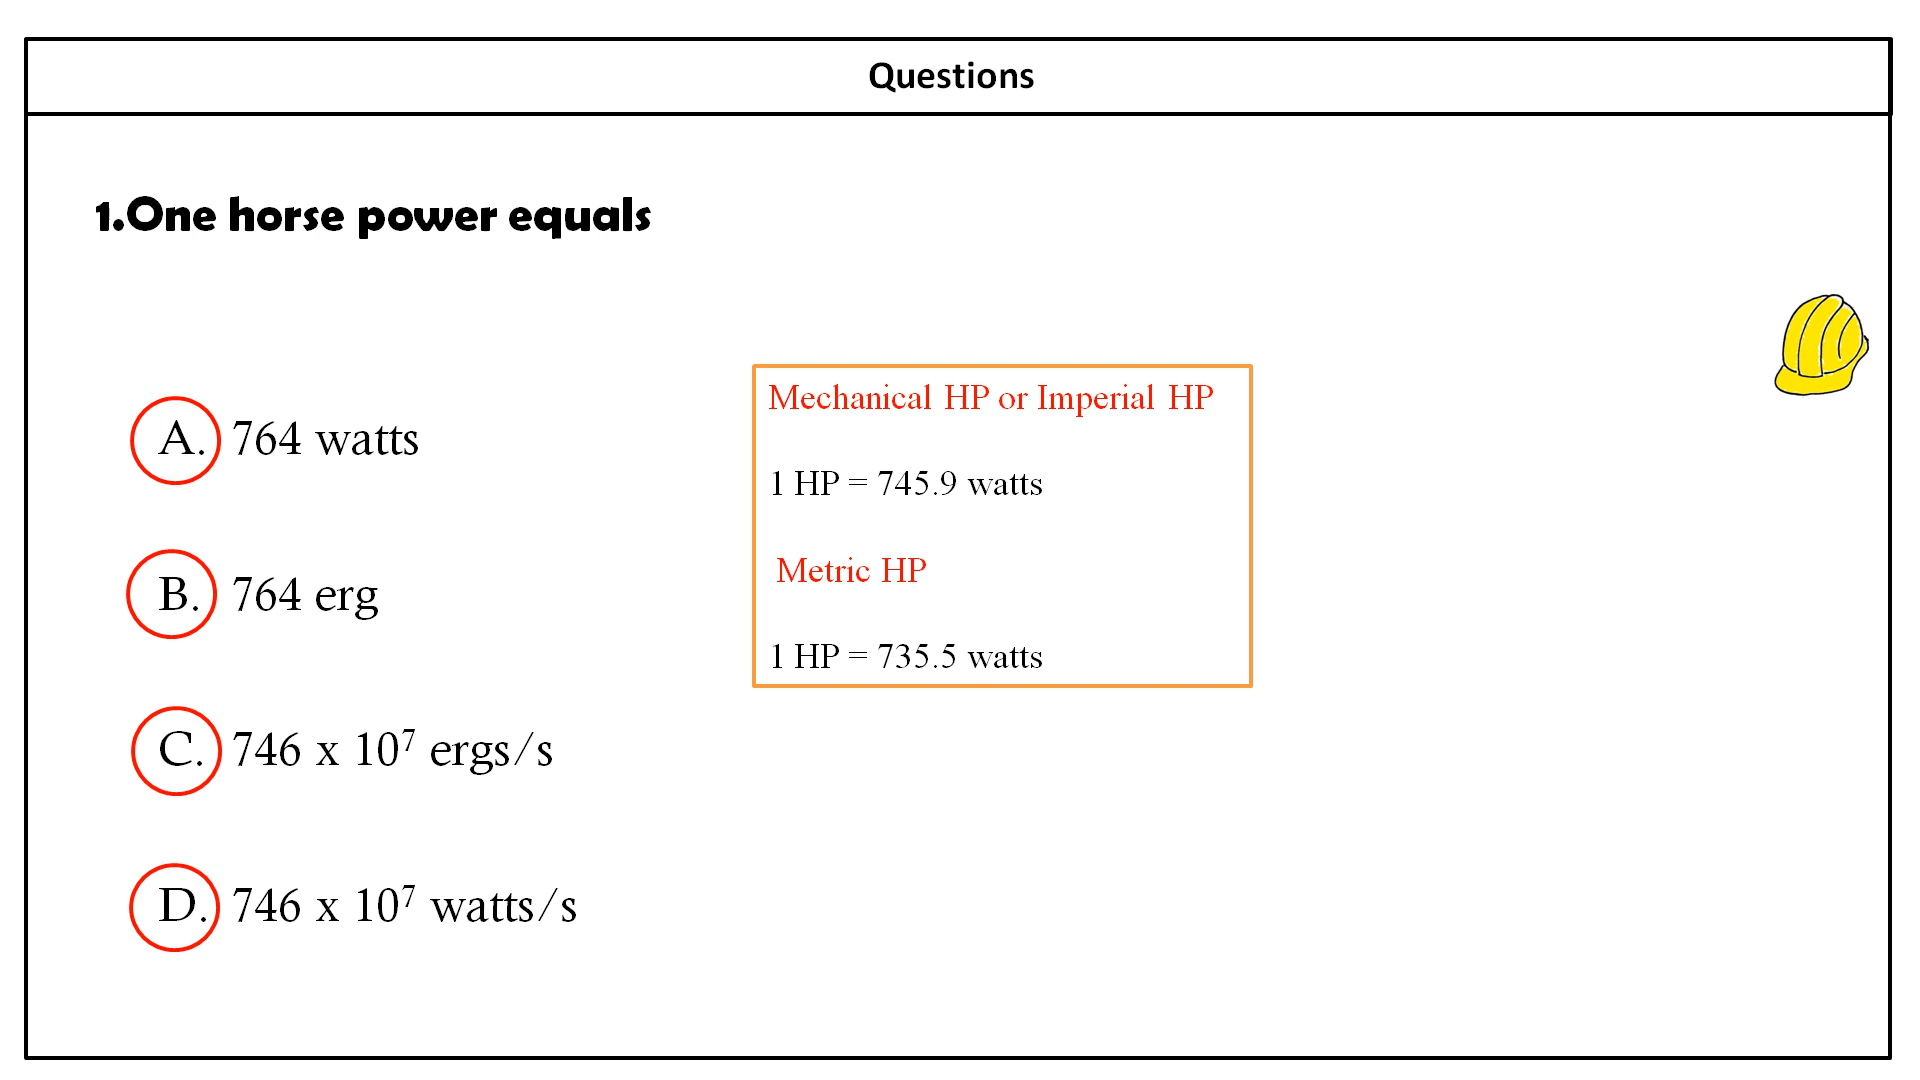 Questions
1.One horse power equals
A. 764 watts
B. 764 erg
C. 746 x 10⁷ ergs/s
D. 746 x 10⁷ watts/s
Mechanical HP or Imperial HP
1 HP = 745.9 watts
Metric HP
1 HP = 735.5 watts